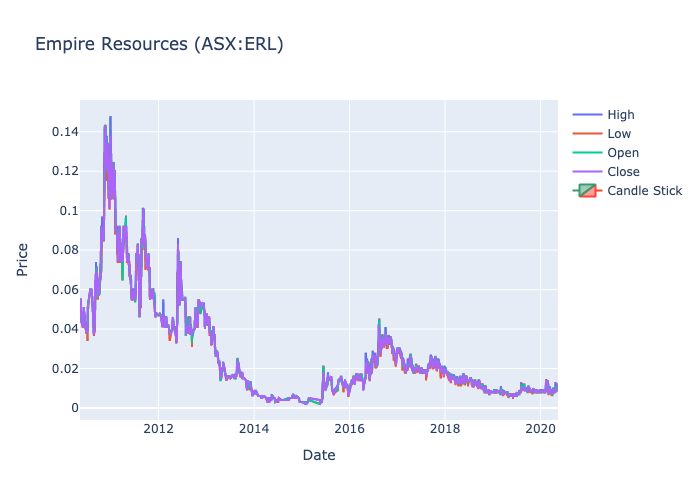 Empire Resources (ASX:ERL)
High
Low
Open
Close
Candle Stick
0.14
0.12
0.1
0.08
0.06
0.04
0.02
0
Price
2012
2014
2016
2018
2020
Date